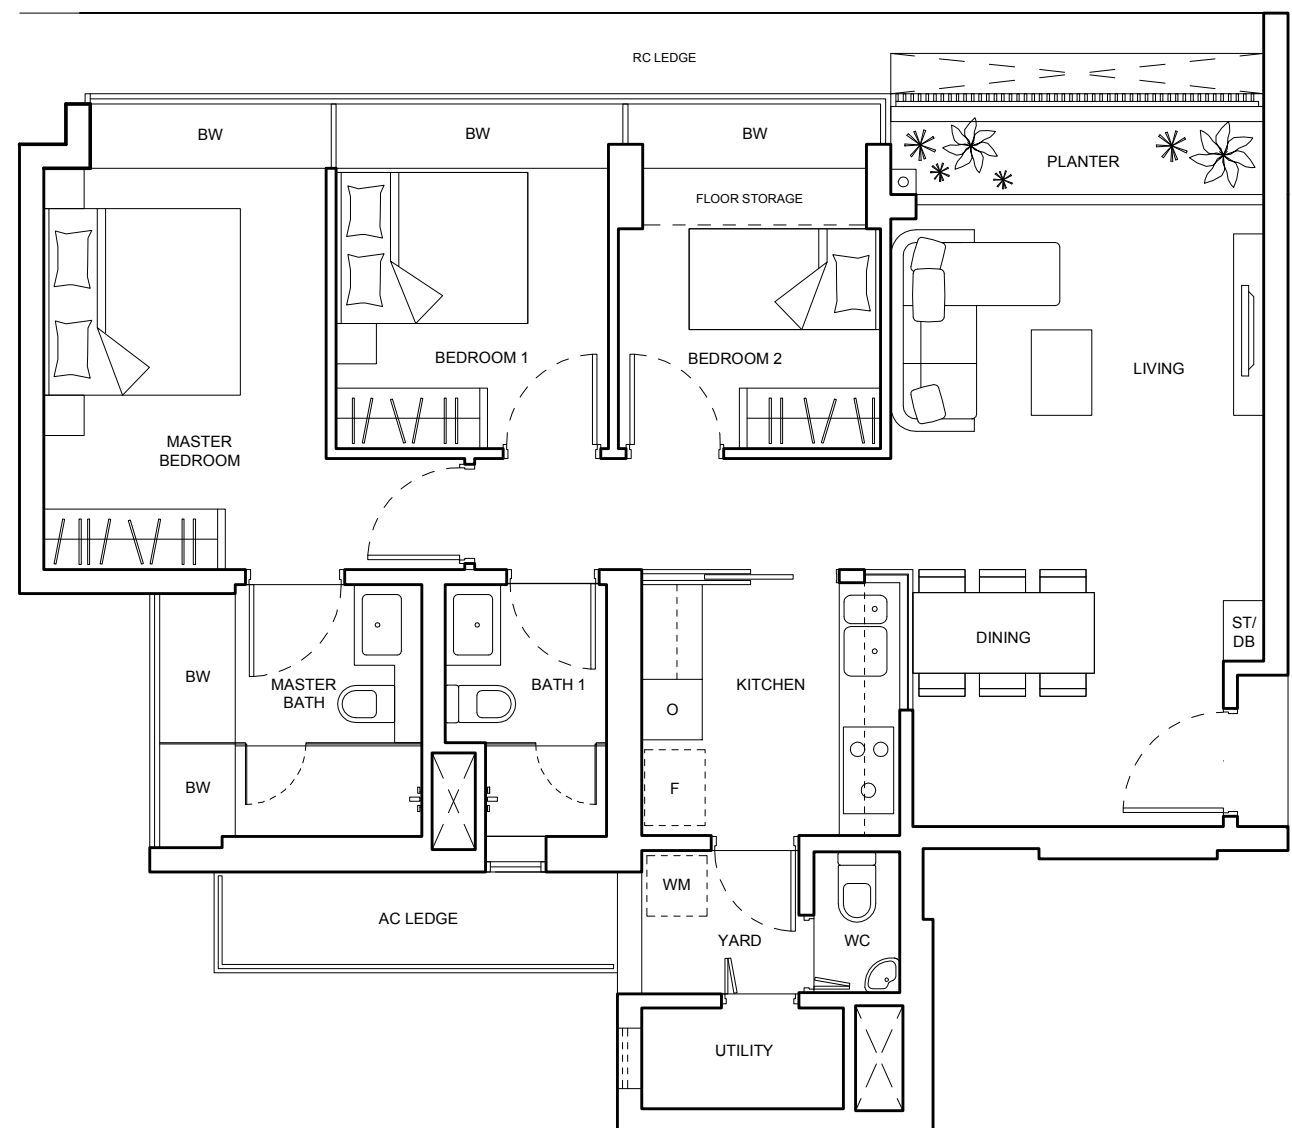 RC LEDGE
BW
BW
BW
PLANTER
FLOOR STORAGE
BEDROOM 1
BEDROOM 2
LIVING
MASTER
BEDROOM
ST/
DB
DINING
BW
MASTER
BATH
BATH 1
KITCHEN
O
BW
F
WM
AC LEDGE
YARD
WC
UTILITY